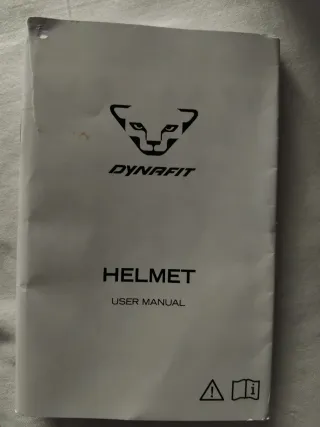 DYNAFIT
HELMET
USER MANUAL